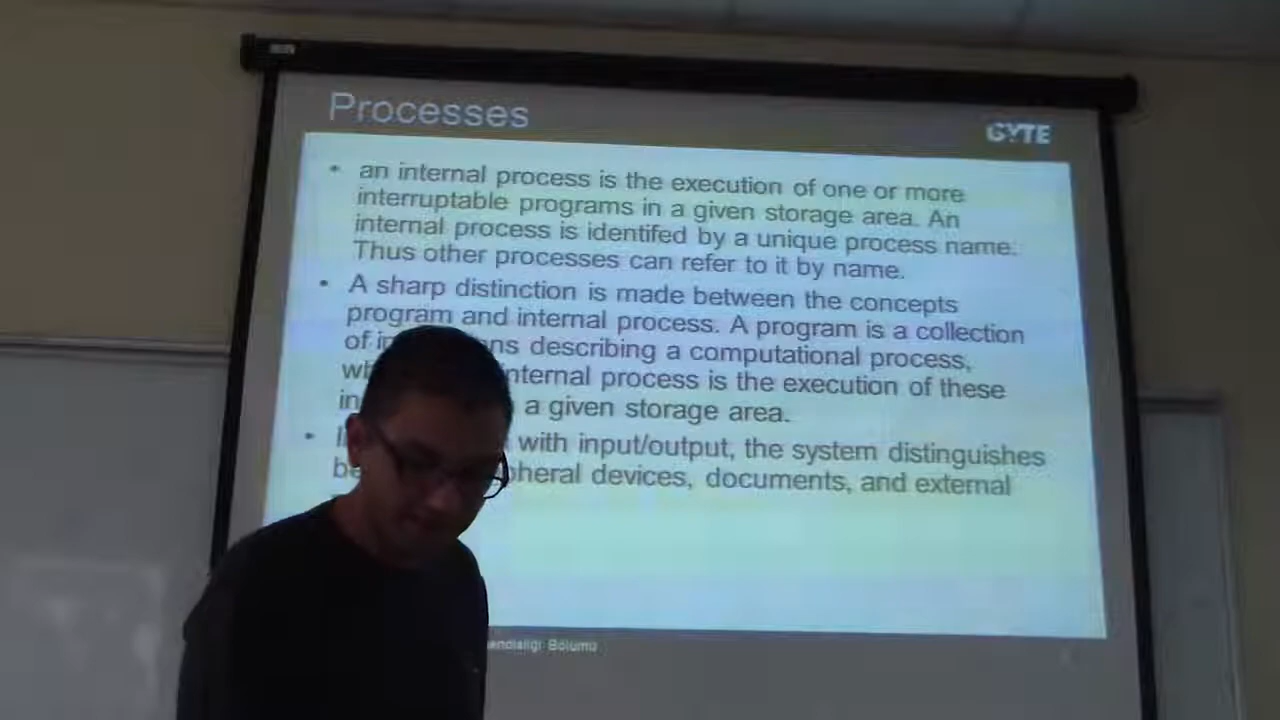 Processes
GYTE
• an internal process is the execution of one or more
interruptable programs in a given storage area. An
internal process is identifed by a unique process name.
Thus other processes can refer to it by name.
• A sharp distinction is made between the concepts
program and internal process. A program is a collection
of ns describing a computational process,
internal process is the execution of these
a given storage area.
• with input/output, the system distinguishes
pheral devices, documents, and external
Bölümü